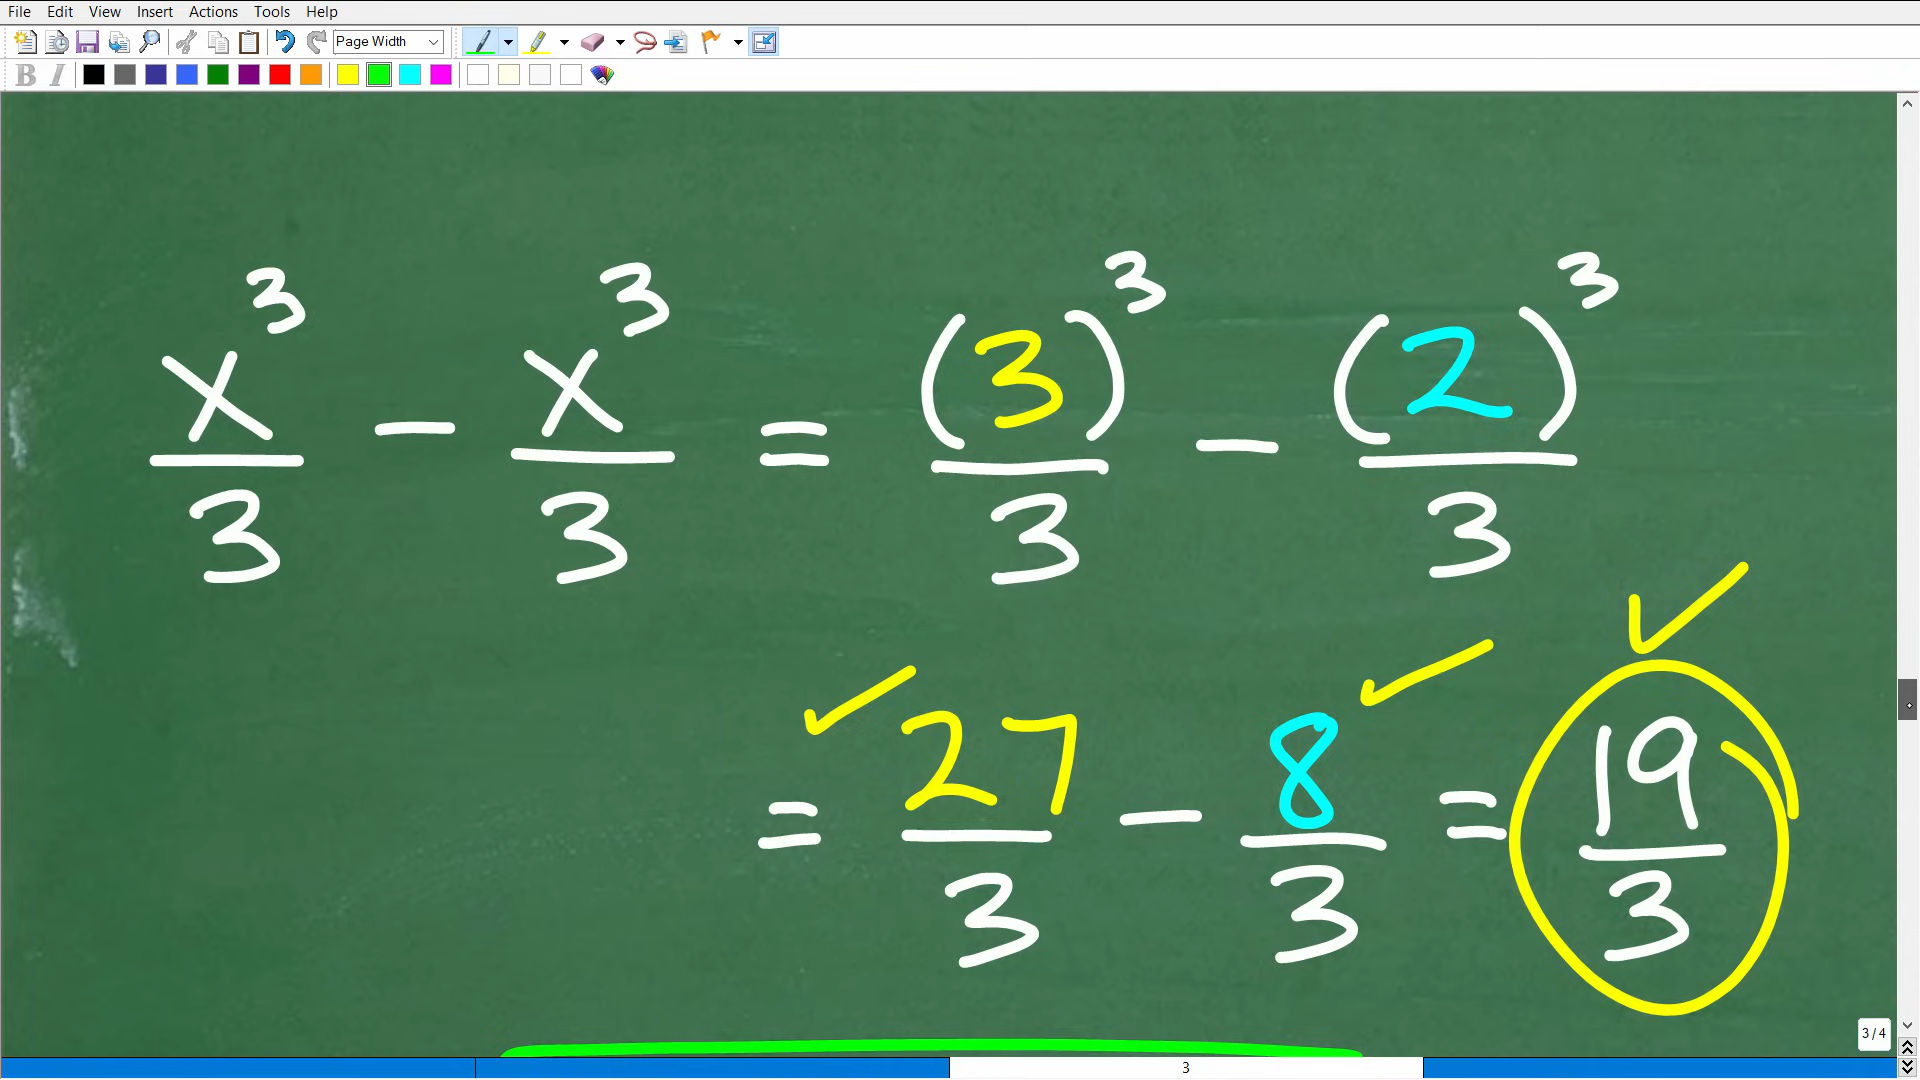 File Edit View Insert Actions Tools Help
Page Width
B I
x³/3 − x³/3 = (3)³/3 − (2)³/3
= 27/3 − 8/3 = 19/3
3 / 4
3